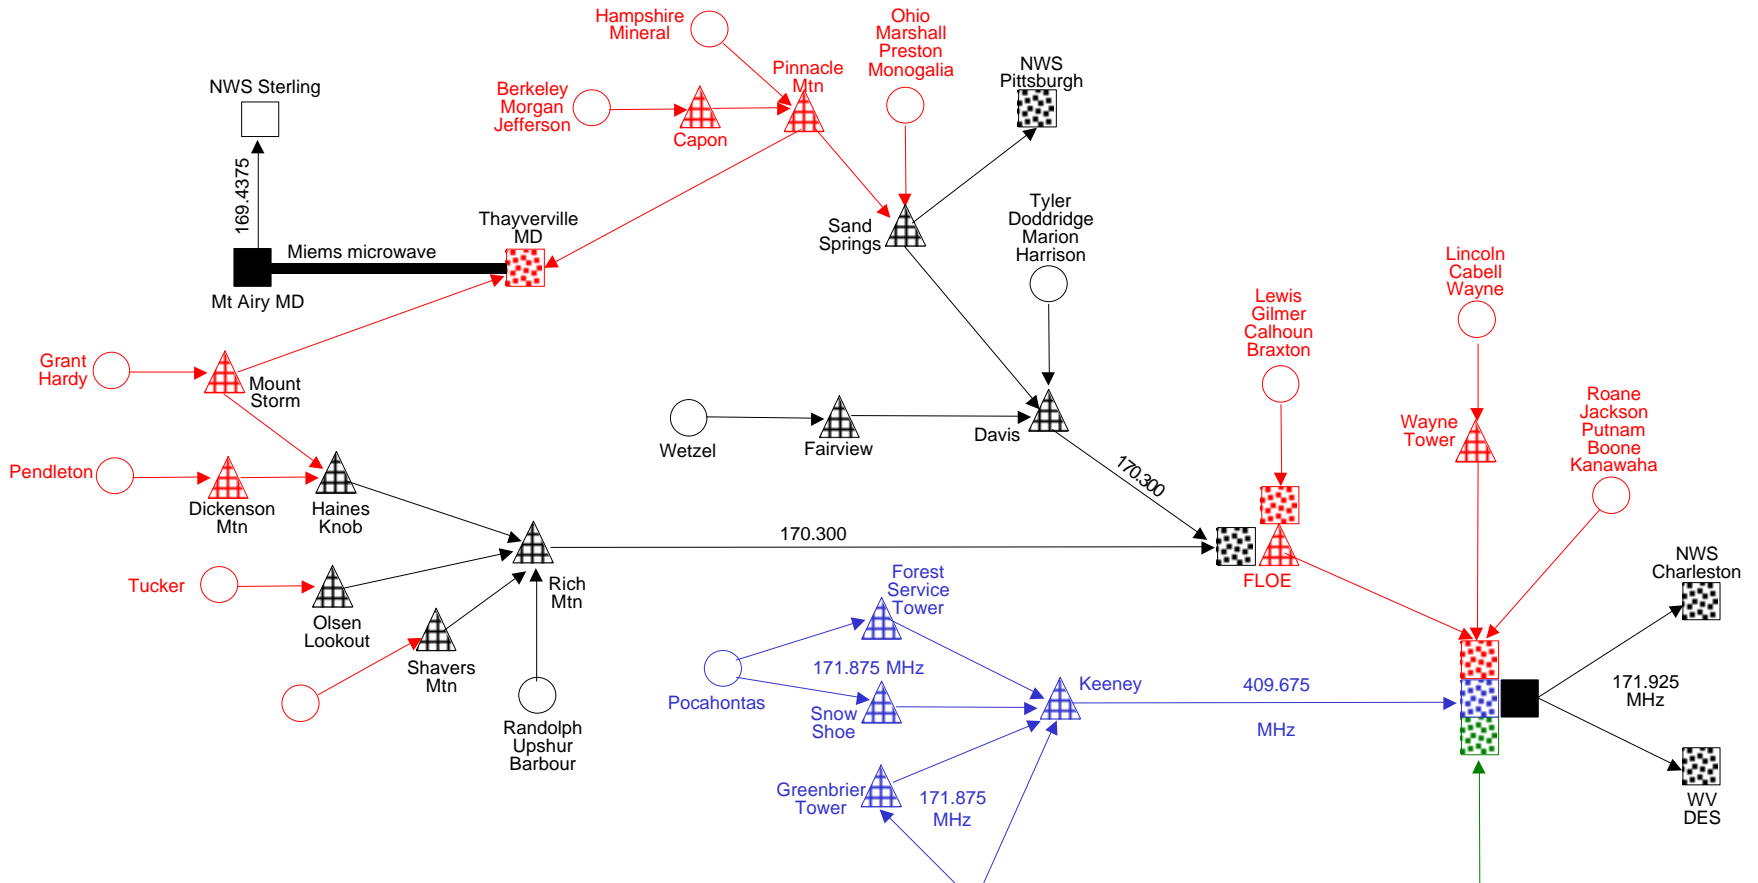 Hampshire
Mineral
Ohio
Marshall
Preston
Monogalia
NWS
Pittsburgh
NWS Sterling
Berkeley
Morgan
Jefferson
Pinnacle
Mtn
Capon
169.4375
Thayverville
MD
Miems microwave
Mt Airy MD
Sand
Springs
Tyler
Doddridge
Marion
Harrison
Lincoln
Cabell
Wayne
Lewis
Gilmer
Calhoun
Braxton
Grant
Hardy
Mount
Storm
Wetzel
Fairview
Davis
170.300
Wayne
Tower
Roane
Jackson
Putnam
Boone
Kanawaha
Pendleton
Dickenson
Mtn
Haines
Knob
170.300
FLOE
Tucker
Olsen
Lookout
Rich
Mtn
Shavers
Mtn
Randolph
Upshur
Barbour
Forest
Service
Tower
171.875 MHz
Pocahontas
Snow
Shoe
Keeney
409.675
MHz
Greenbrier
Tower
171.875
MHz
NWS
Charleston
171.925
MHz
WV
DES